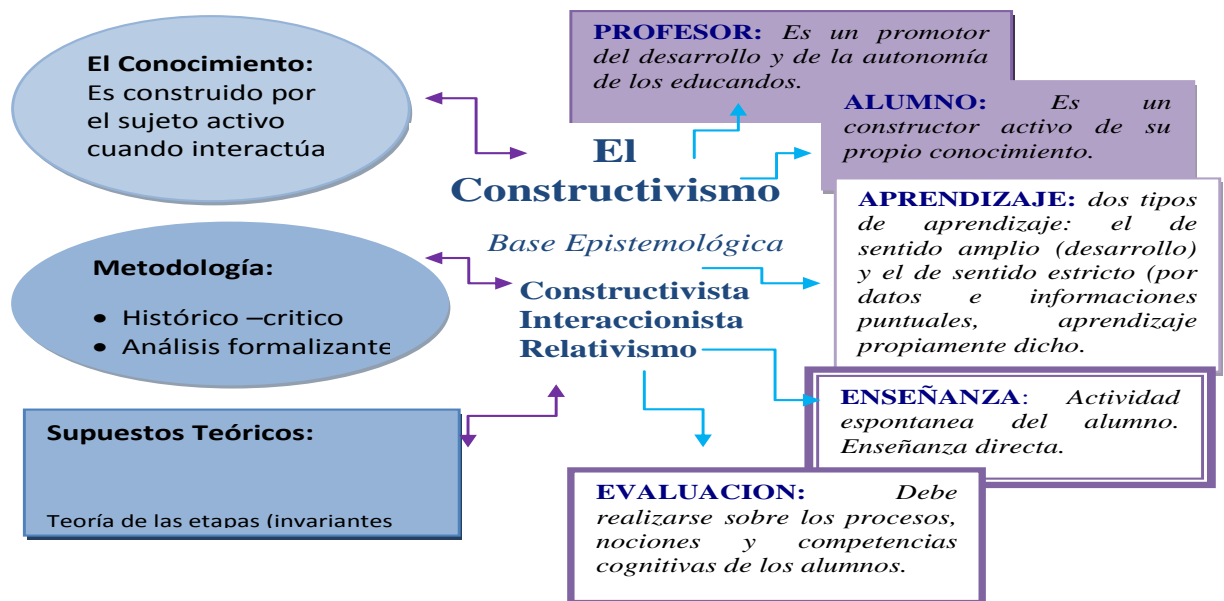 El Conocimiento:
Es construido por
el sujeto activo
cuando interactúa
Metodología:
• Histórico –critico
• Análisis formalizante
Supuestos Teóricos:
Teoría de las etapas (invariantes
El
Constructivismo
Base Epistemológica
Constructivista
Interaccionista
Relativismo
PROFESOR: Es un promotor
del desarrollo y de la autonomía
de los educandos.
ALUMNO: Es un
constructor activo de su
propio conocimiento.
APRENDIZAJE: dos tipos
de aprendizaje: el de
sentido amplio (desarrollo)
y el de sentido estricto (por
datos e informaciones
puntuales, aprendizaje
propiamente dicho.
ENSEÑANZA: Actividad
espontanea del alumno.
Enseñanza directa.
EVALUACION: Debe
realizarse sobre los procesos,
nociones y competencias
cognitivas de los alumnos.